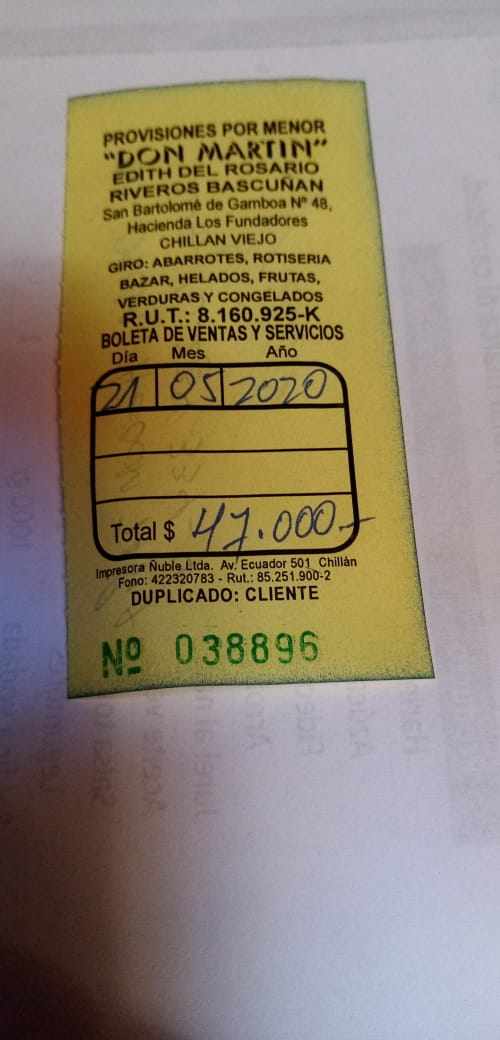 PROVISIONES POR MENOR
“DON MARTIN”
EDITH DEL ROSARIO
RIVEROS BASCUÑAN
San Bartolomé de Gamboa Nº 48,
Hacienda Los Fundadores
CHILLAN VIEJO
GIRO: ABARROTES, ROTISERIA
BAZAR, HELADOS, FRUTAS,
VERDURAS Y CONGELADOS
R.U.T.: 8.160.925-K
BOLETA DE VENTAS Y SERVICIOS
Día Mes Año
21 05 2020
Total $ 47.000.-
Impresora Ñuble Ltda. Av. Ecuador 501 Chillán
Fono: 422320783 - Rut.: 85.251.900-2
DUPLICADO: CLIENTE
Nº 038896